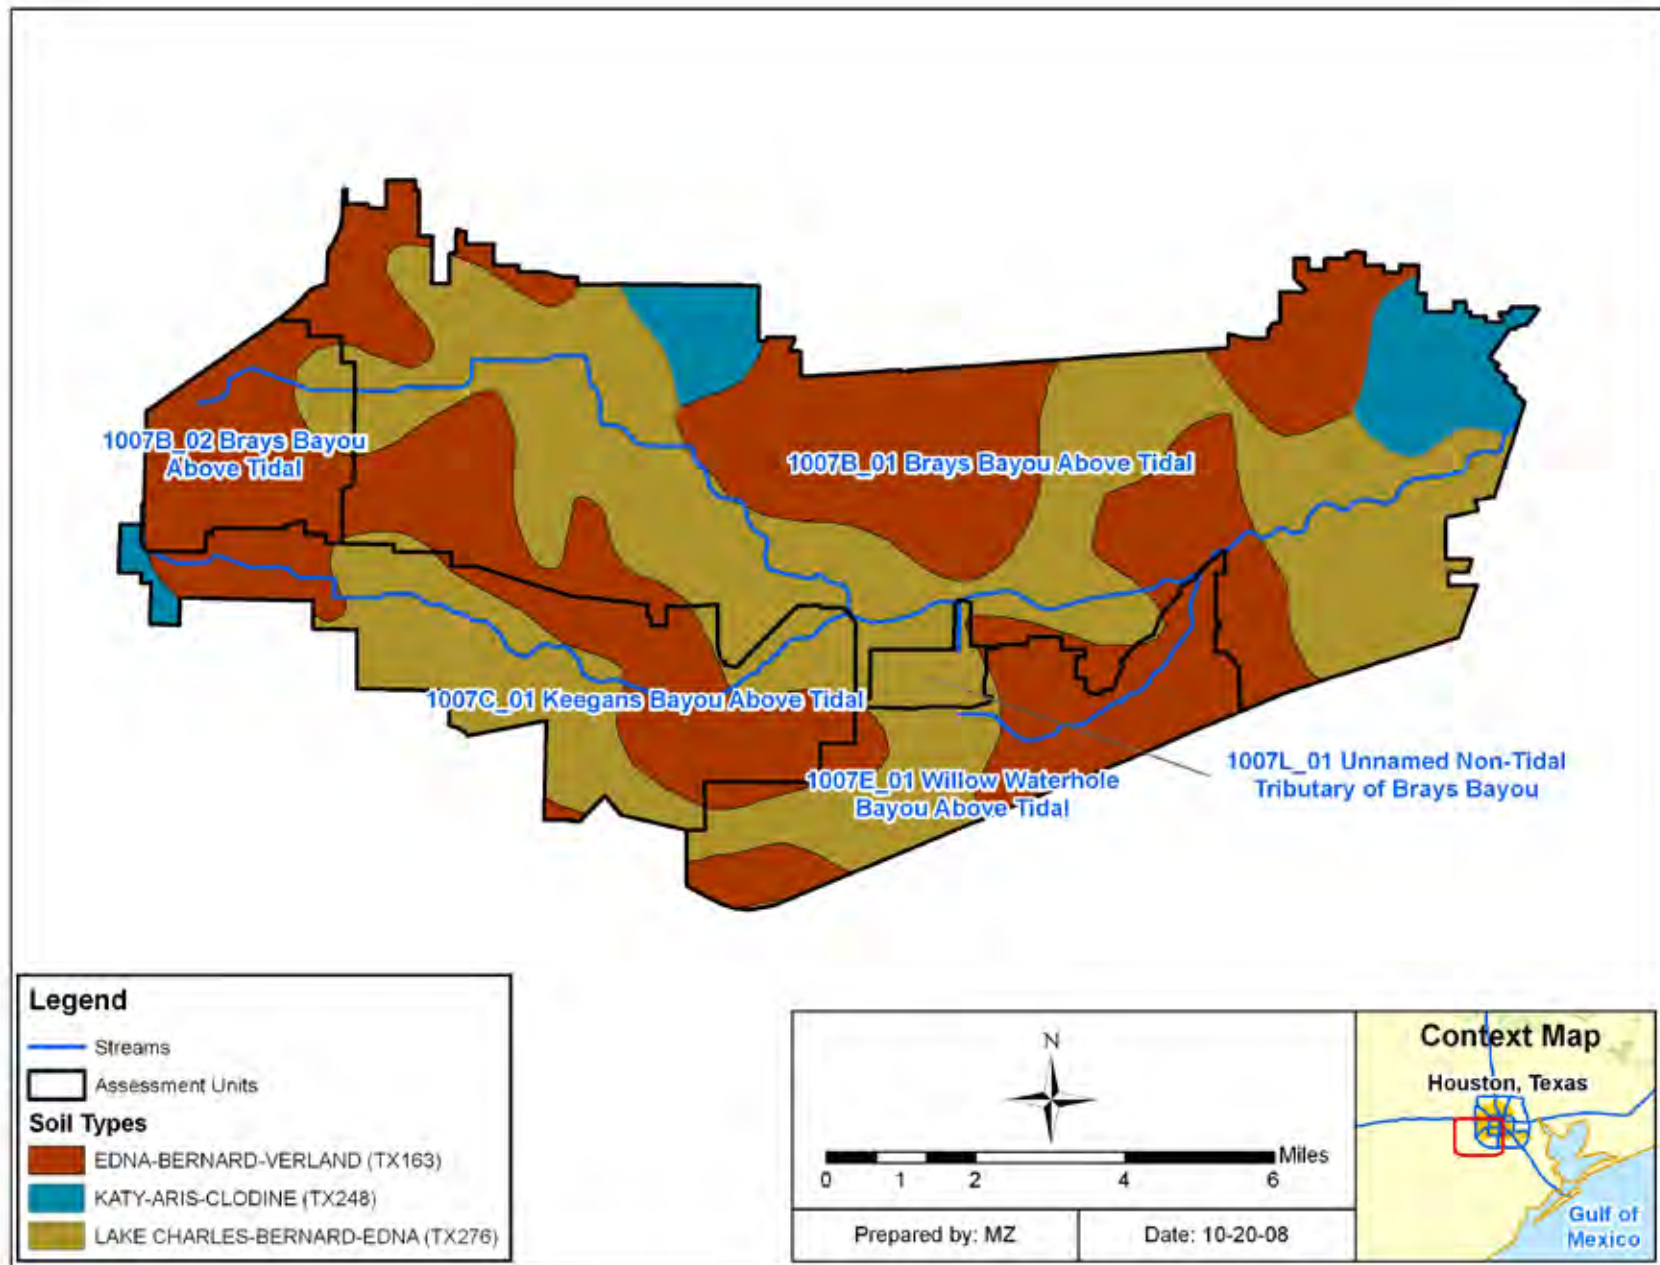 1007B_02 Brays Bayou
Above Tidal
1007B_01 Brays Bayou Above Tidal
1007C_01 Keegans Bayou Above Tidal
1007E_01 Willow Waterhole
Bayou Above Tidal
1007L_01 Unnamed Non-Tidal
Tributary of Brays Bayou
Legend
Streams
Assessment Units
Soil Types
EDNA-BERNARD-VERLAND (TX163)
KATY-ARIS-CLODINE (TX248)
LAKE CHARLES-BERNARD-EDNA (TX276)
N
Miles
0 1 2 4 6
Prepared by: MZ
Date: 10-20-08
Context Map
Houston, Texas
Gulf of
Mexico